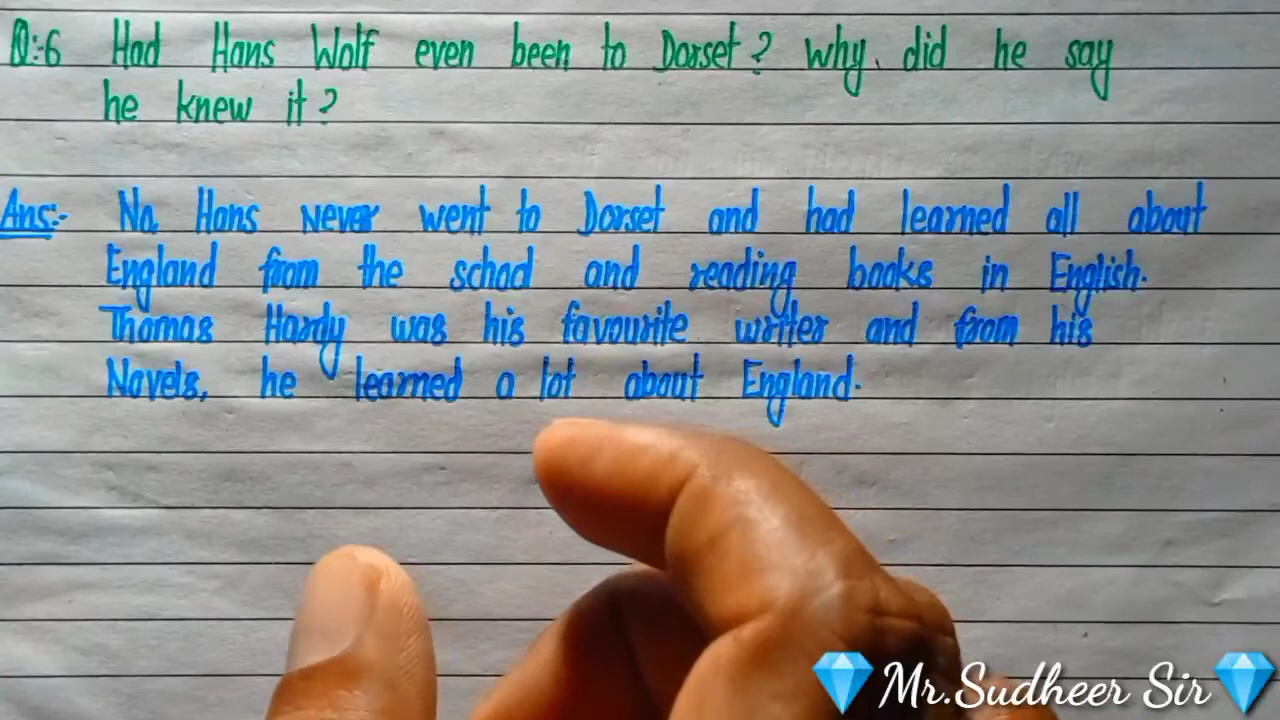 Q:-6 Had Hans Wolf even been to Dorset? Why did he say
he knew it?
Ans:- No, Hans Never went to Dorset and had learned all about
England from the school and reading books in English.
Thomas Hardy was his favourite writer and from his
Novels, he learned a lot about England.
Mr.Sudheer Sir